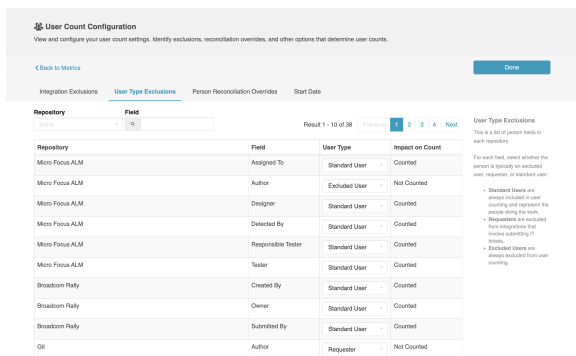 User Count Configuration
View and configure your user count settings. Identify exclusions, reconciliation overrides, and other options that determine user counts.
Back to Metrics
Done
Integration Exclusions User Type Exclusions Person Reconciliation Overrides Start Date
Repository Field
None
Result 1 - 10 of 38 Previous 1 2 3 4 Next
Repository Field User Type Impact on Count
Micro Focus ALM Assigned To Standard User Counted
Micro Focus ALM Author Excluded User Not Counted
Micro Focus ALM Designer Standard User Counted
Micro Focus ALM Detected By Standard User Counted
Micro Focus ALM Responsible Tester Standard User Counted
Micro Focus ALM Tester Standard User Counted
Broadcom Rally Created By Standard User Counted
Broadcom Rally Owner Standard User Counted
Broadcom Rally Submitted By Standard User Counted
Git Author Requester Not Counted
User Type Exclusions
This is a list of person fields in
each repository.
For each field, select whether the
person is typically an excluded
user, requester, or standard user:
• Standard Users are
always included in user
counting and represent the
people doing the work.
• Requesters are excluded
from integrations that
involve submitting IT
tickets.
• Excluded Users are
always excluded from user
counting.